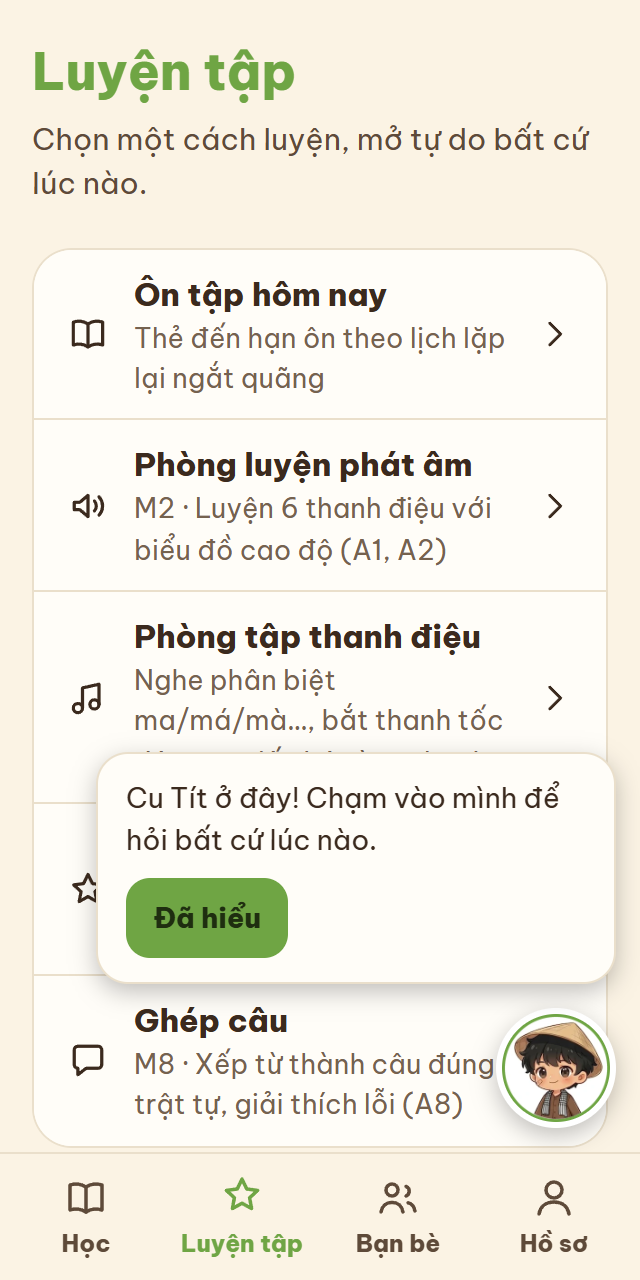 Luyện tập
Chọn một cách luyện, mở tự do bất cứ
lúc nào.
Ôn tập hôm nay
Thẻ đến hạn ôn theo lịch lặp
lại ngắt quãng
Phòng luyện phát âm
M2 · Luyện 6 thanh điệu với
biểu đồ cao độ (A1, A2)
Phòng tập thanh điệu
Nghe phân biệt
ma/má/mà..., bắt thanh tốc
Cu Tít ở đây! Chạm vào mình để
hỏi bất cứ lúc nào.
Đã hiểu
Ghép câu
M8 · Xếp từ thành câu đúng
trật tự, giải thích lỗi (A8)
Học
Luyện tập
Bạn bè
Hồ sơ